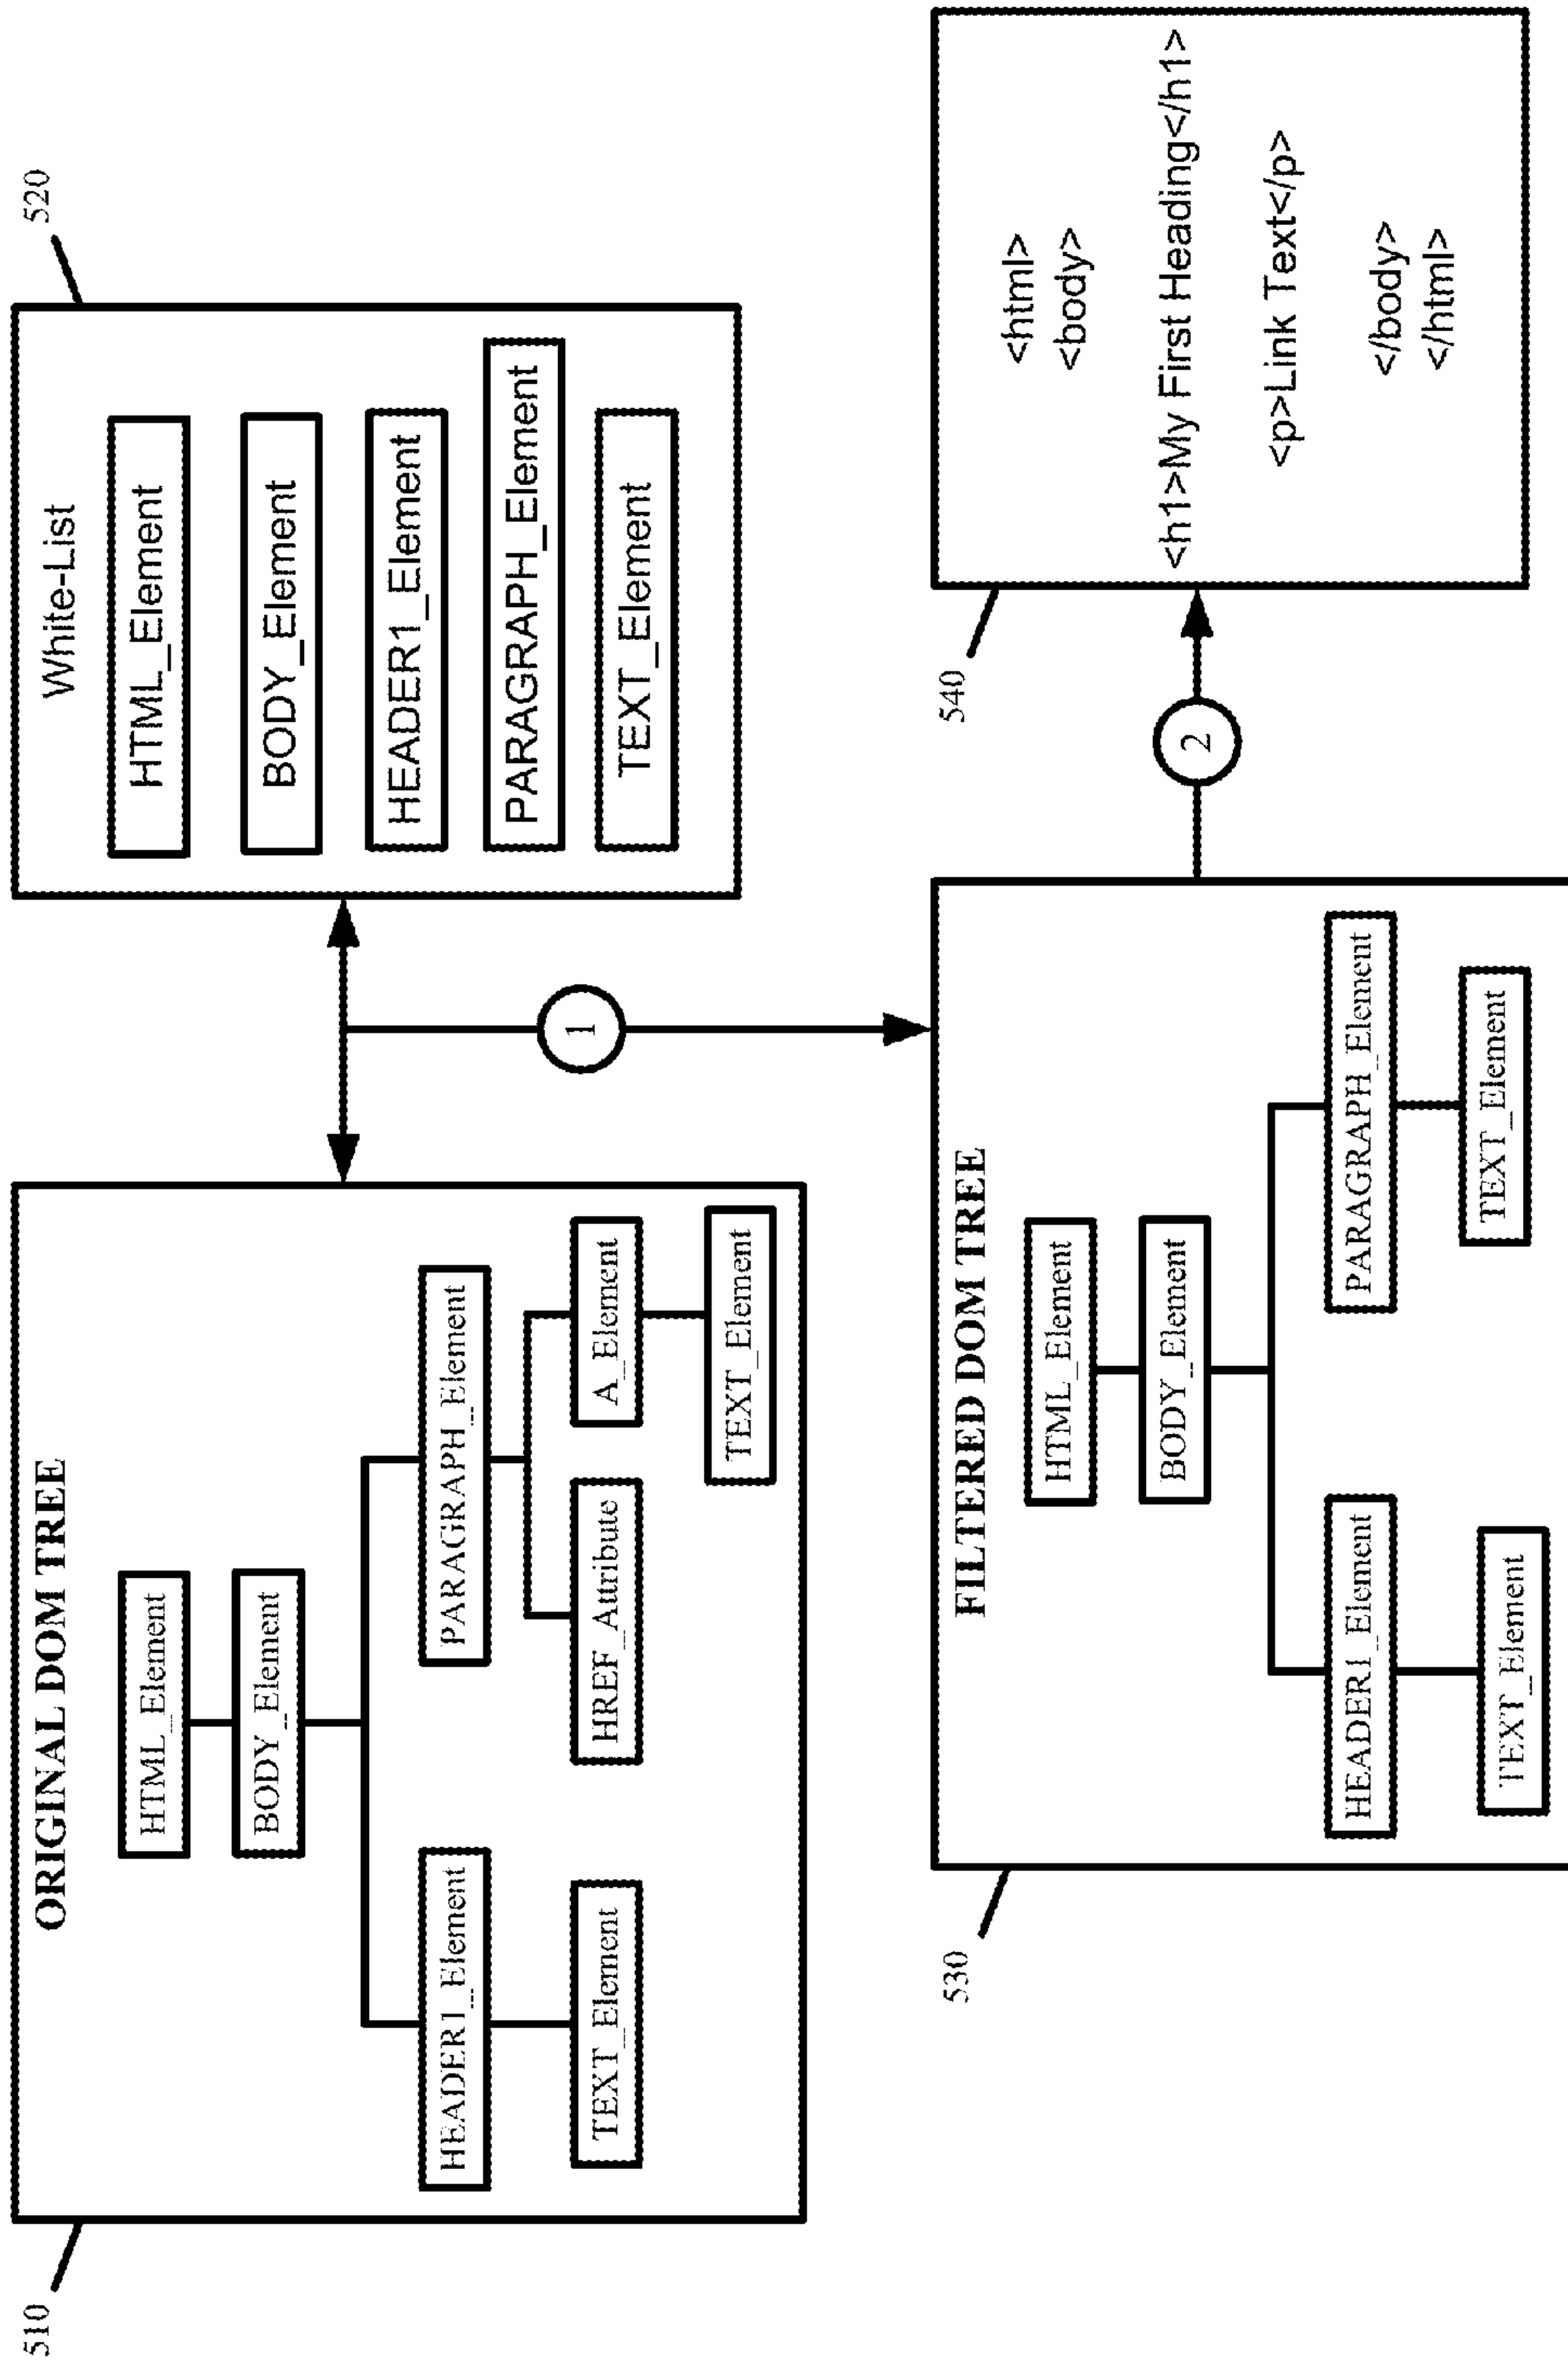 510
ORIGINAL DOM TREE
HTML_Element
BODY_Element
HEADER1_Element
PARAGRAPH_Element
TEXT_Element
HREF_Attribute
A_Element
TEXT_Element
520
White-List
HTML_Element
BODY_Element
HEADER1_Element
PARAGRAPH_Element
TEXT_Element
1
530
FILTERED DOM TREE
HTML_Element
BODY_Element
HEADER1_Element
PARAGRAPH_Element
TEXT_Element
TEXT_Element
2
540
<html>
<body>
<h1>My First Heading</h1>
<p>Link Text</p>
</body>
</html>